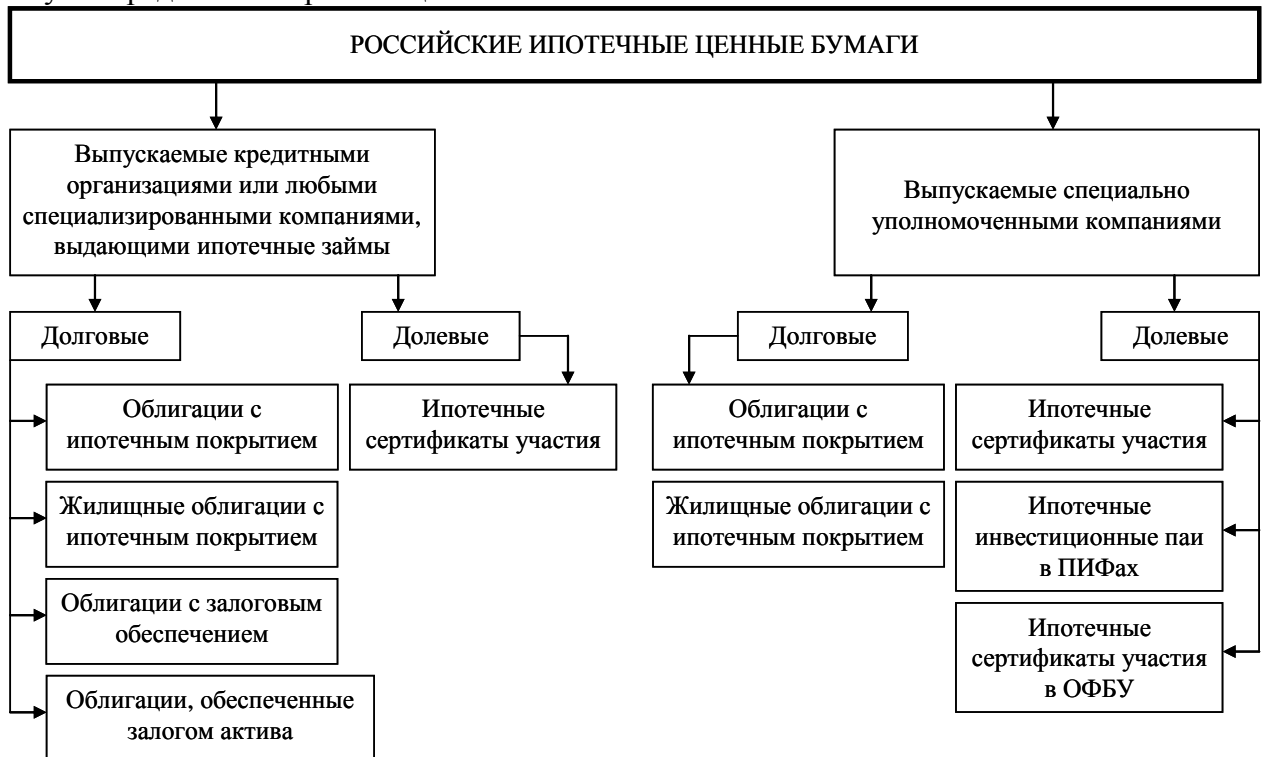 РОССИЙСКИЕ ИПОТЕЧНЫЕ ЦЕННЫЕ БУМАГИ
Выпускаемые кредитными
организациями или любыми
специализированными компаниями,
выдающими ипотечные займы
Выпускаемые специально
уполномоченными компаниями
Долговые
Долевые
Долговые
Долевые
Облигации с
ипотечным покрытием
Жилищные облигации с
ипотечным покрытием
Облигации с залоговым
обеспечением
Облигации, обеспеченные
залогом актива
Ипотечные
сертификаты участия
Облигации с
ипотечным покрытием
Жилищные облигации с
ипотечным покрытием
Ипотечные
сертификаты участия
Ипотечные
инвестиционные паи
в ПИФах
Ипотечные
сертификаты участия
в ОФБУ